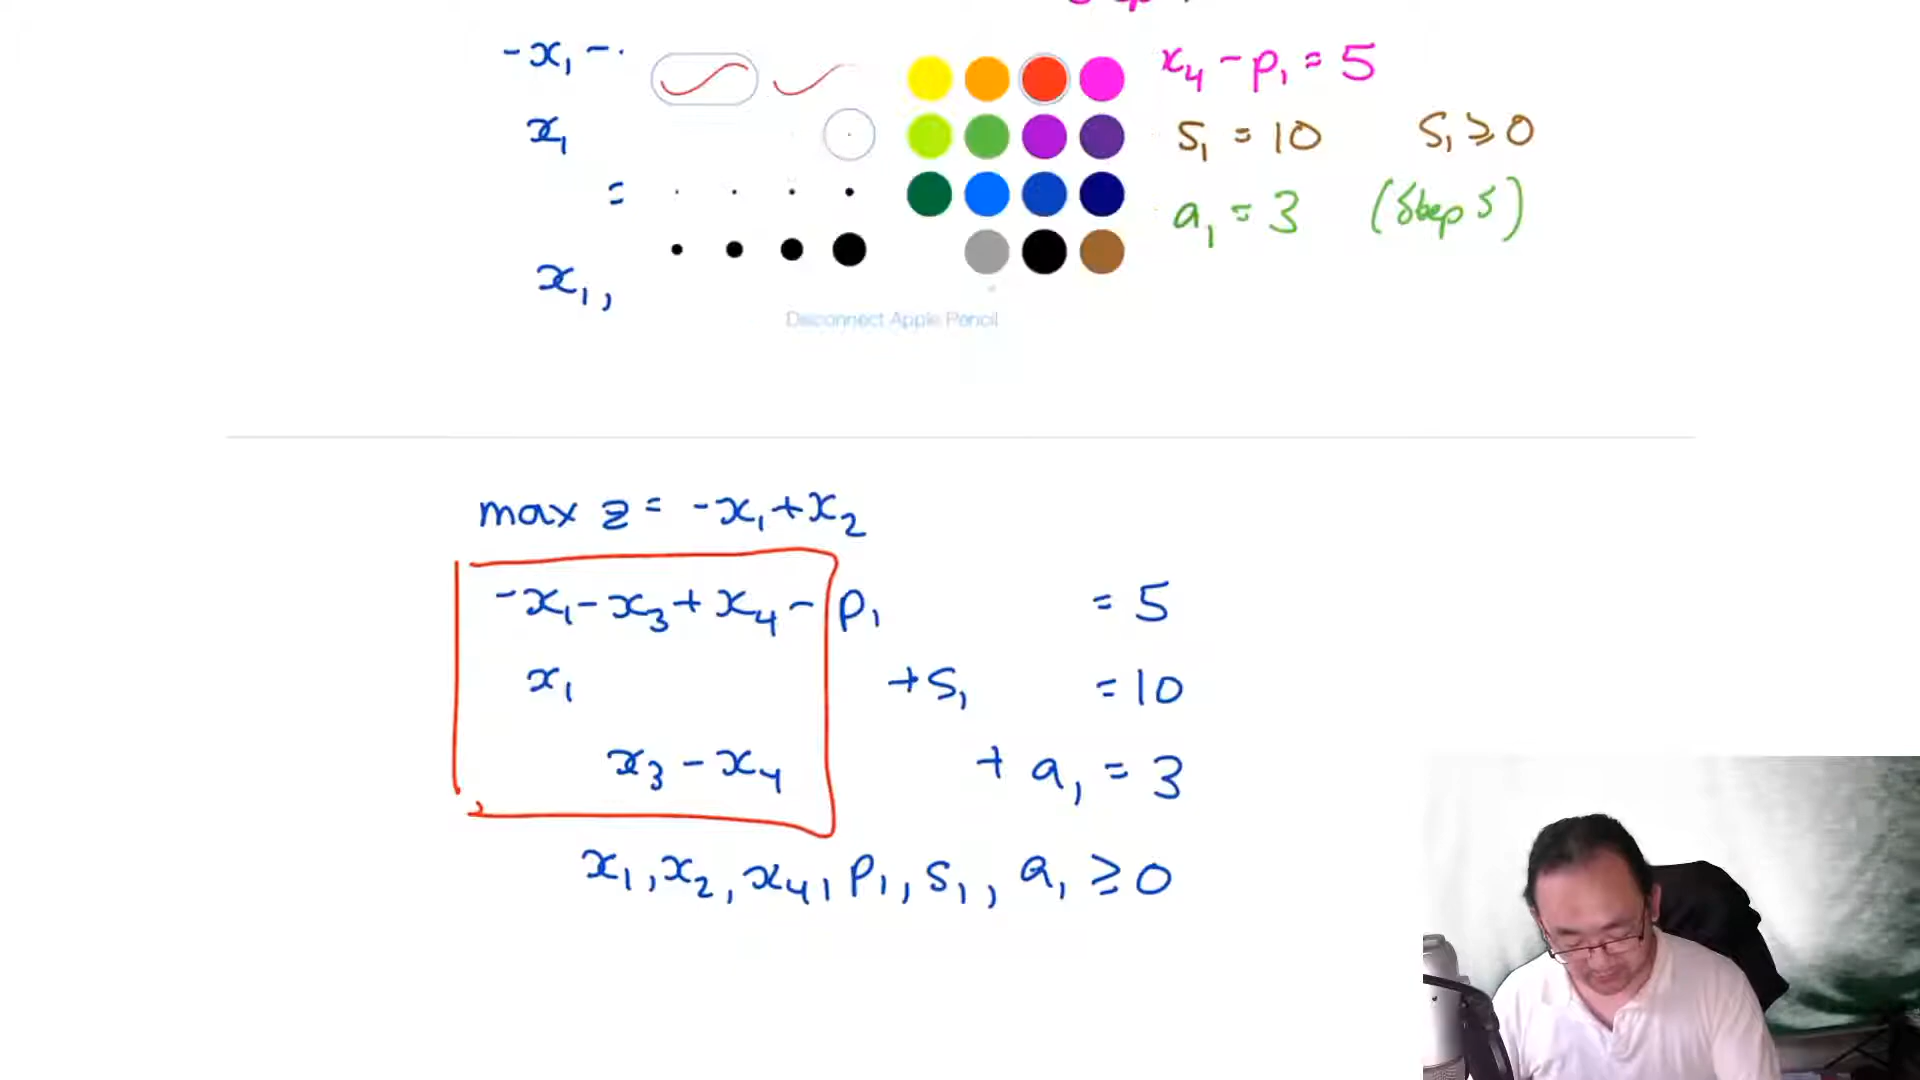 -x₁ - x₄ - p₁ = 5
x₁ s₁ = 10 s₁ ≥ 0
= a₁ = 3 (Step 5)
x₁,
Disconnect Apple Pencil
max z = -x₁ + x₂
-x₁ - x₃ + x₄ - p₁ = 5
x₁ + s₁ = 10
x₃ - x₄ + a₁ = 3
x₁, x₂, x₄, p₁, s₁, a₁ ≥ 0